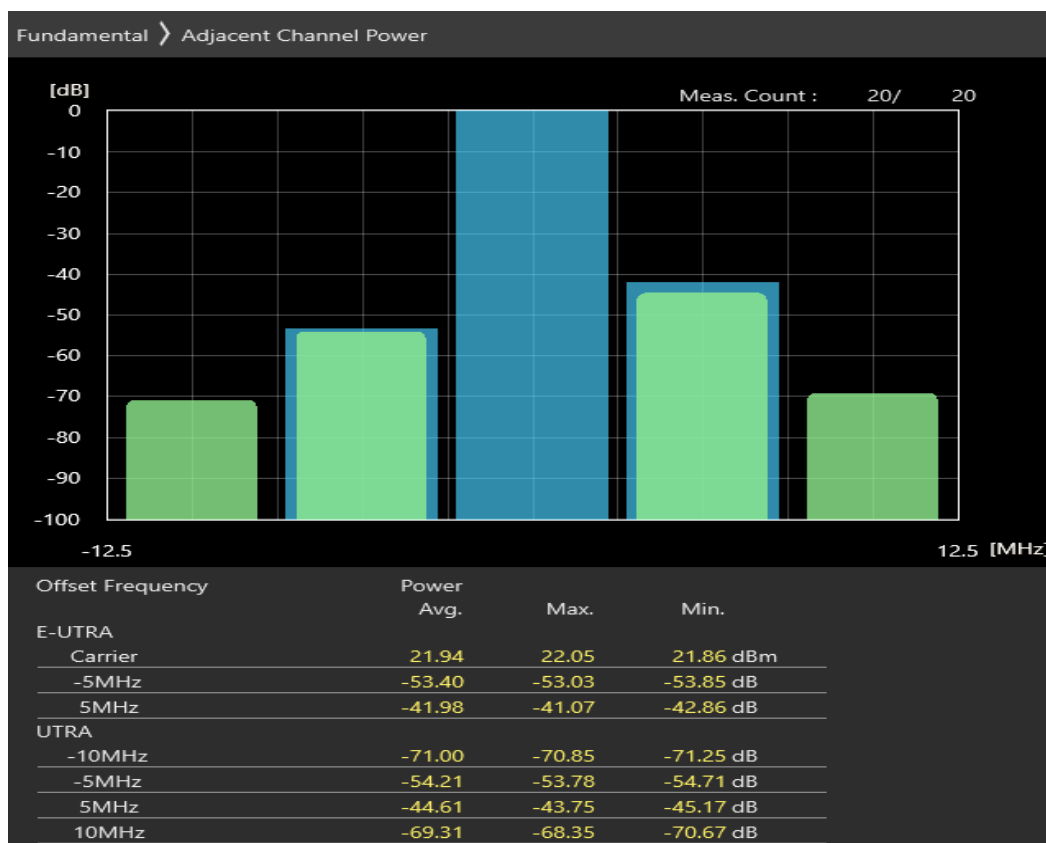 Fundamental 〉 Adjacent Channel Power
[dB]
Meas. Count : 20/ 20
0
-10
-20
-30
-40
-50
-60
-70
-80
-90
-100
-12.5 12.5 [MHz]
Offset Frequency Power
Avg. Max. Min.
E-UTRA
Carrier 21.94 22.05 21.86 dBm
-5MHz -53.40 -53.03 -53.85 dB
5MHz -41.98 -41.07 -42.86 dB
UTRA
-10MHz -71.00 -70.85 -71.25 dB
-5MHz -54.21 -53.78 -54.71 dB
5MHz -44.61 -43.75 -45.17 dB
10MHz -69.31 -68.35 -70.67 dB